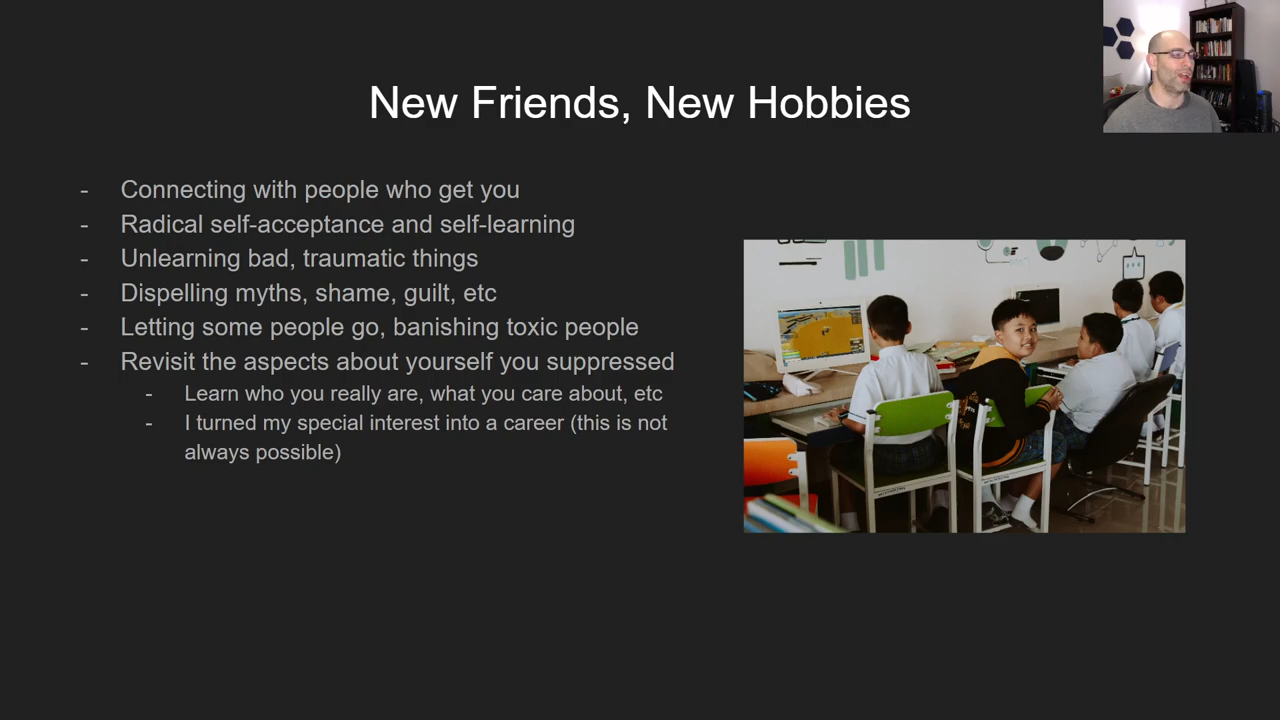 New Friends, New Hobbies
- Connecting with people who get you
- Radical self-acceptance and self-learning
- Unlearning bad, traumatic things
- Dispelling myths, shame, guilt, etc
- Letting some people go, banishing toxic people
- Revisit the aspects about yourself you suppressed
- Learn who you really are, what you care about, etc
- I turned my special interest into a career (this is not
always possible)